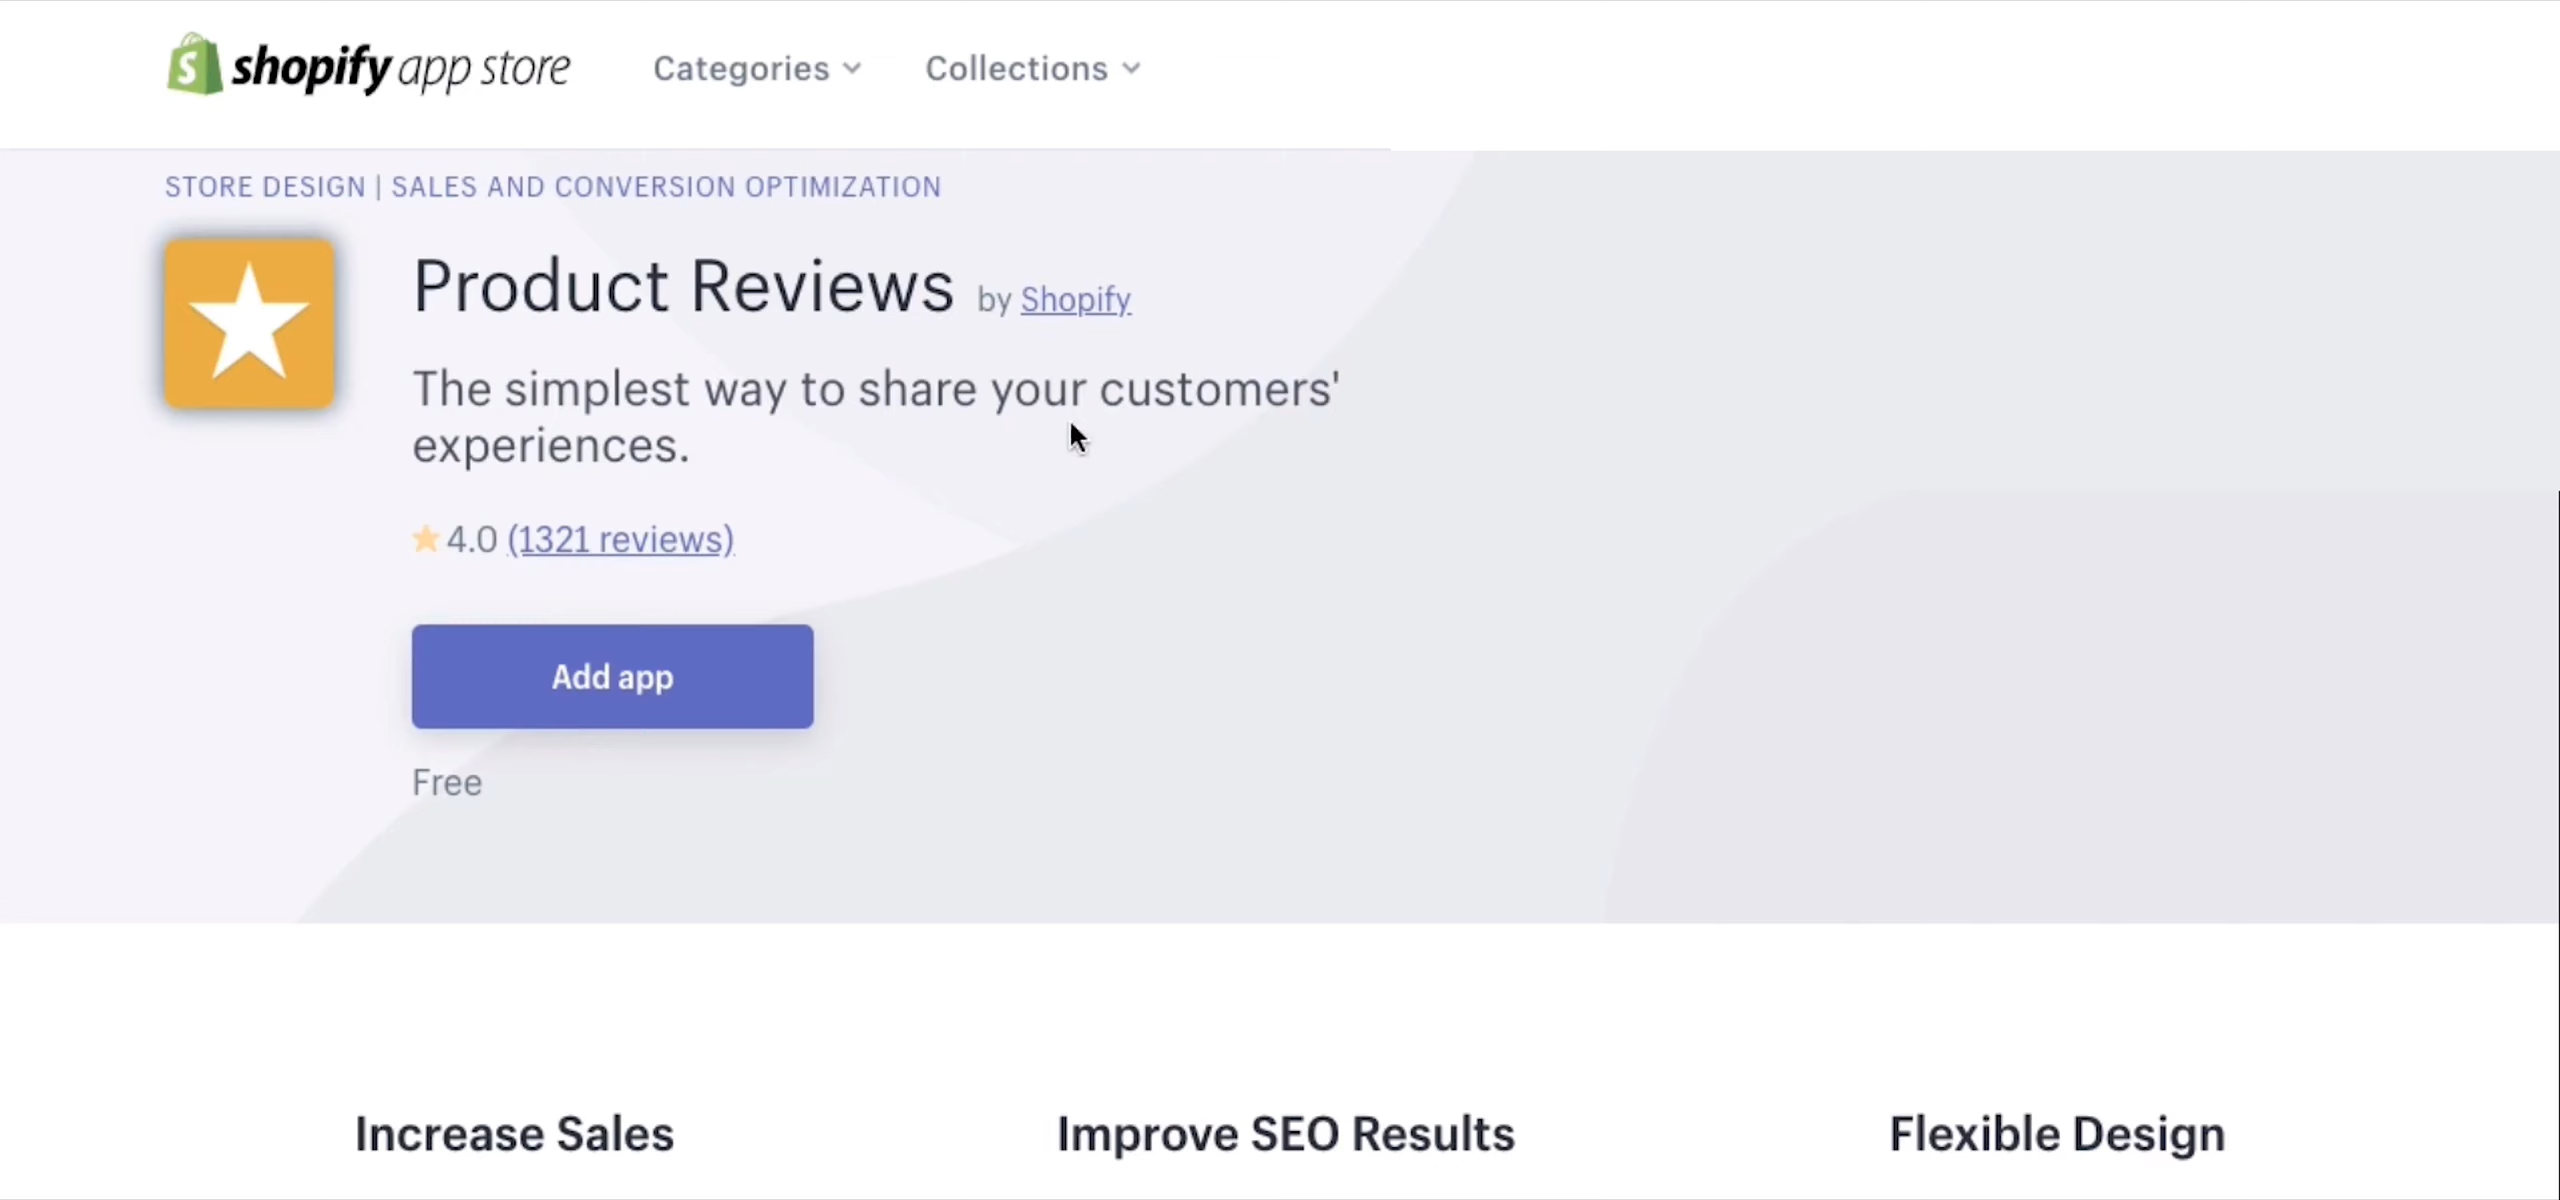 shopify app store
Categories
Collections
STORE DESIGN | SALES AND CONVERSION OPTIMIZATION
Product Reviews by Shopify
The simplest way to share your customers'
experiences.
4.0 (1321 reviews)
Add app
Free
Increase Sales
Improve SEO Results
Flexible Design